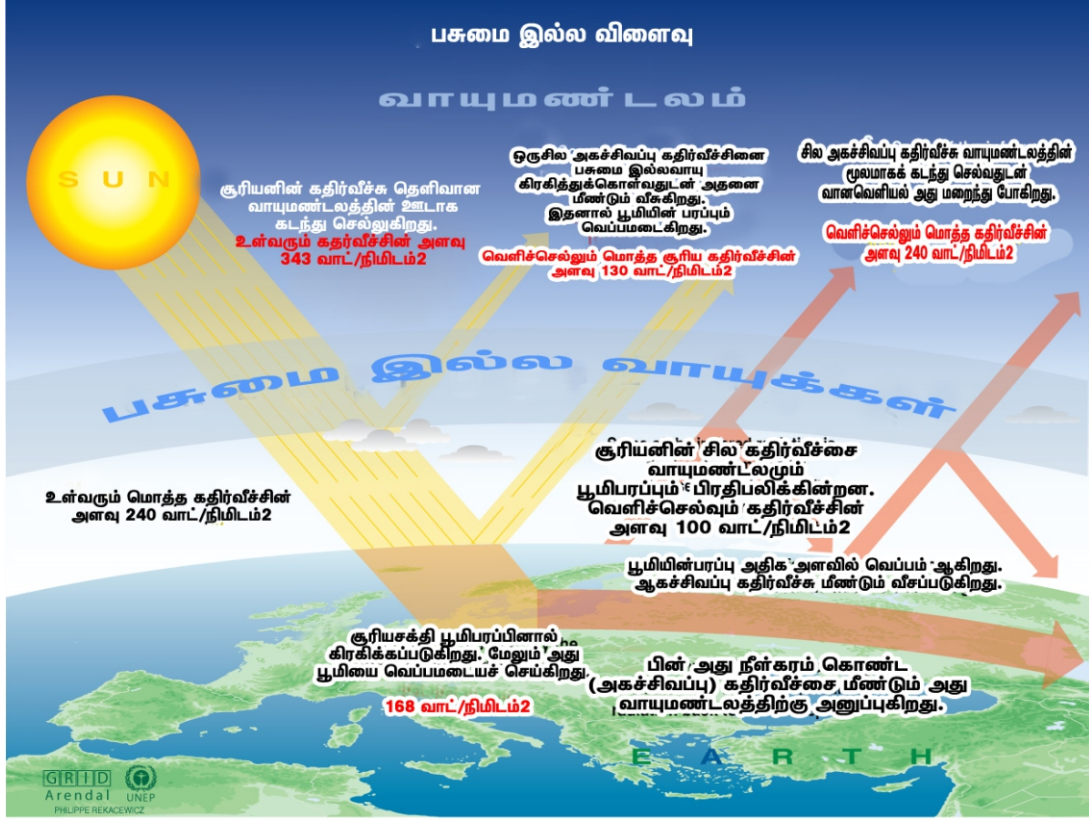 பசுமை இல்ல விளைவு
வாயுமண்டலம்
SUN
சூரியனின் கதிர்வீச்சு தெளிவான
வாயுமண்டலத்தின் ஊடாக
கடந்து செல்லுகிறது.
உள்வரும் கதர்வீச்சின் அளவு
343 வாட்/நிமிடம்2
ஒருசில அகச்சிவப்பு கதிர்வீச்சினை
பசுமை இல்லவாயு
கிரகித்துக்கொள்வதுடன் அதனை
மீண்டும் வீசுகிறது.
இதனால் பூமியின் பரப்பும்
வெப்பமடைகிறது.
வெளிச்செல்லும் மொத்த சூரிய கதிர்வீச்சின்
அளவு 130 வாட்/நிமிடம்2
சில அகச்சிவப்பு கதிர்வீச்சு வாயுமண்டலத்தின்
மூலமாகக் கடந்து செல்வதுடன்
வானவெளியில் அது மறைந்து போகிறது.
வெளிச்செல்லும் மொத்த கதிர்வீச்சின்
அளவு 240 வாட்/நிமிடம்2
பசுமை இல்ல வாயுக்கள்
உள்வரும் மொத்த கதிர்வீச்சின்
அளவு 240 வாட்/நிமிடம்2
சூரியனின் சில கதிர்வீச்சை
வாயுமண்டலமும்
பூமிபரப்பும் பிரதிபலிக்கின்றன.
வெளிச்செல்வும் கதிர்வீச்சின்
அளவு 100 வாட்/நிமிடம்2
பூமியின்பரப்பு அதிக அளவில் வெப்பம் ஆகிறது.
ஆகச்சிவப்பு கதிர்வீச்சு மீண்டும் வீசப்படுகிறது.
சூரியசக்தி பூமிபரப்பினால்
கிரகிக்கப்படுகிறது. மேலும் அது
பூமியை வெப்பமடையச் செய்கிறது.
168 வாட்/நிமிடம்2
பின் அது நீள்கரம் கொண்ட
(அகச்சிவப்பு) கதிர்வீச்சை மீண்டும் அது
வாயுமண்டலத்திற்கு அனுப்புகிறது.
EARTH
GRID
Arendal UNEP
PHILIPPE REKACEWICZ